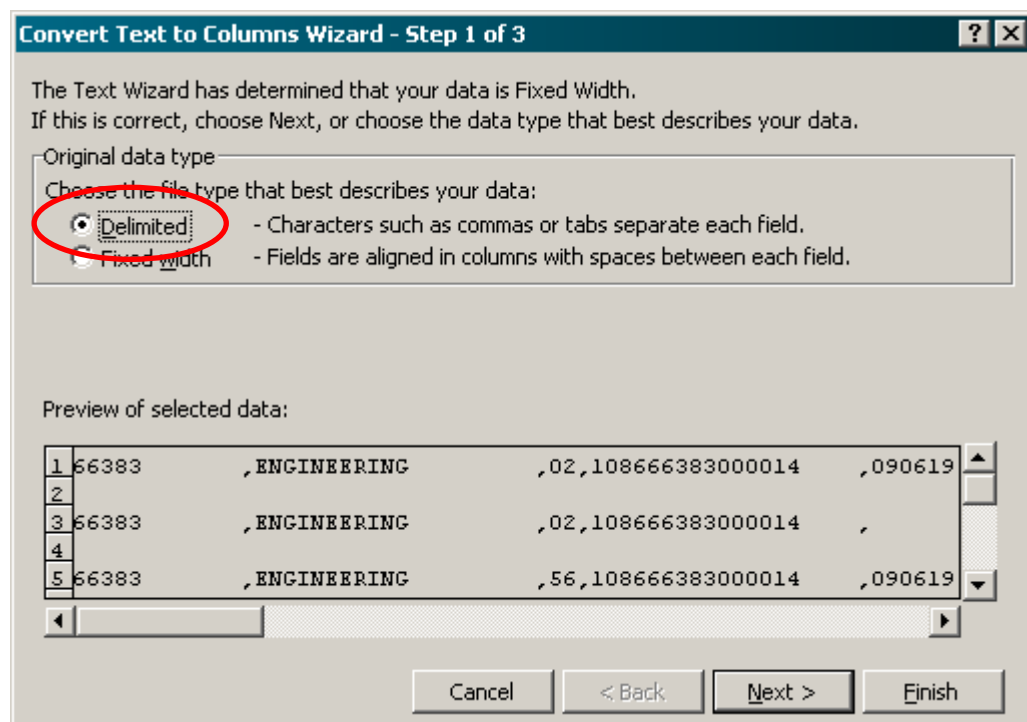 Convert Text to Columns Wizard - Step 1 of 3
The Text Wizard has determined that your data is Fixed Width.
If this is correct, choose Next, or choose the data type that best describes your data.
Original data type
Choose the file type that best describes your data:
Delimited - Characters such as commas or tabs separate each field.
Fixed width - Fields are aligned in columns with spaces between each field.
Preview of selected data:
1 66383 ,ENGINEERING ,02,108666383000014 ,090619
2
3 66383 ,ENGINEERING ,02,108666383000014 ,
4
5 66383 ,ENGINEERING ,56,108666383000014 ,090619
Cancel < Back Next > Finish